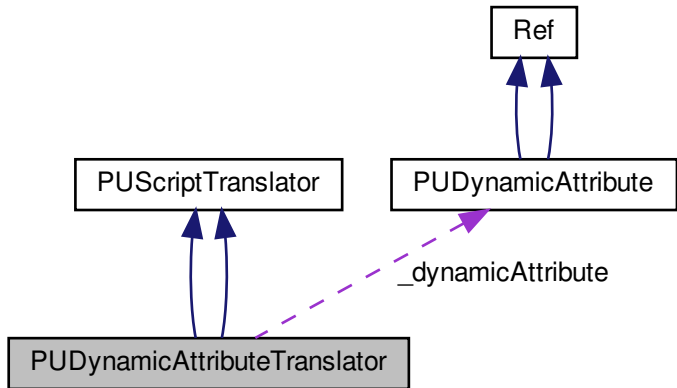 Ref
PUScriptTranslator
PUDynamicAttribute
_dynamicAttribute
PUDynamicAttributeTranslator